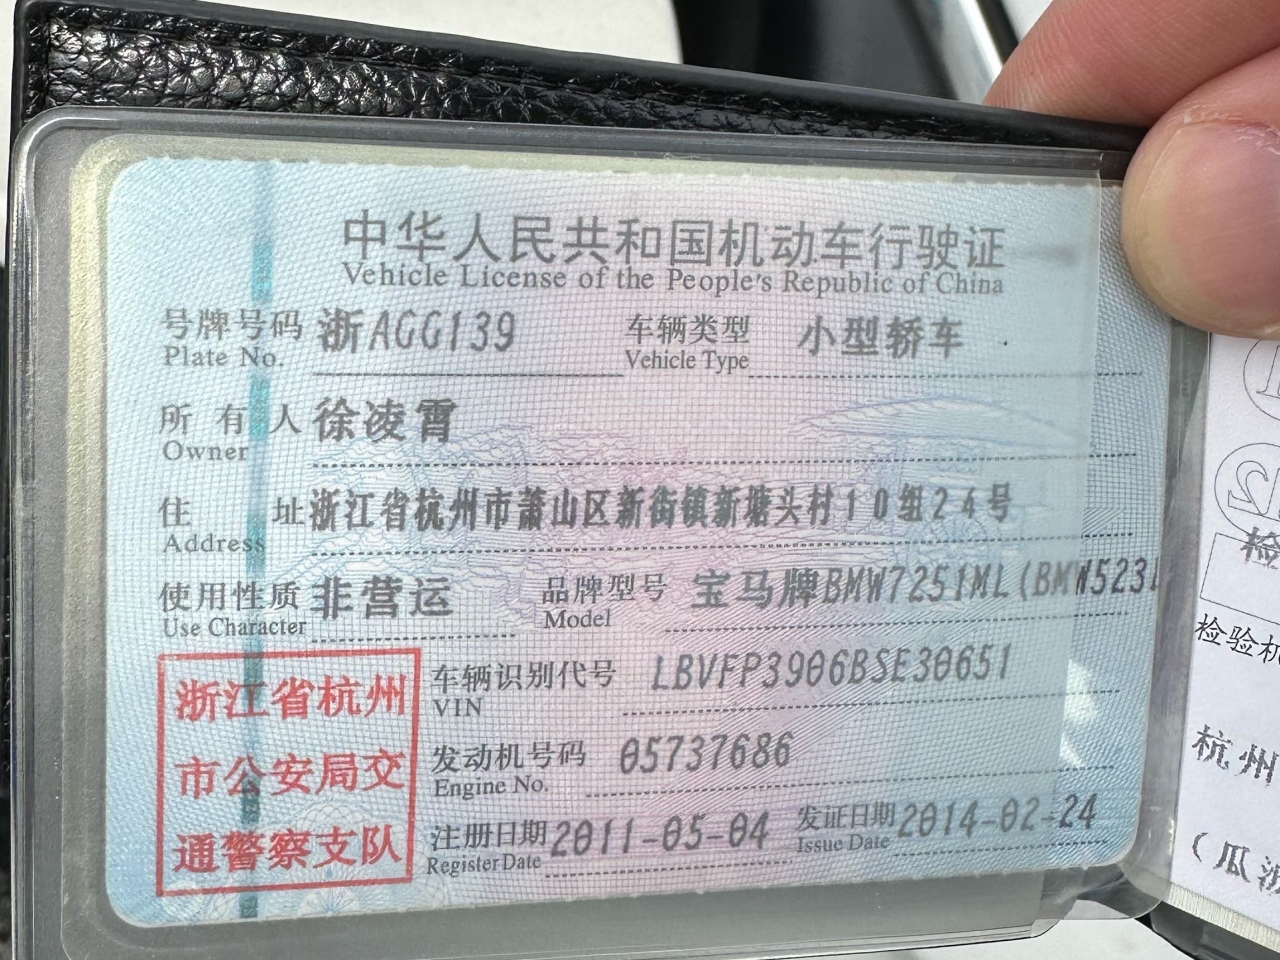 中华人民共和国机动车行驶证
Vehicle License of the People's Republic of China
号牌号码 浙AGG139 车辆类型 小型轿车
Plate No. Vehicle Type
所有人 徐凌霄
Owner
住址 浙江省杭州市萧山区新街镇新塘头村10组24号
Address
使用性质 非营运 品牌型号 宝马牌BMW7251ML(BMW523L
Use Character Model
浙江省杭州
市公安局交
通警察支队
车辆识别代号 LBVFP3906BSE30651
VIN
发动机号码 05737686
Engine No.
注册日期 2011-05-04 发证日期 2014-02-24
Register Date Issue Date
检
检验机
杭州
(瓜沥